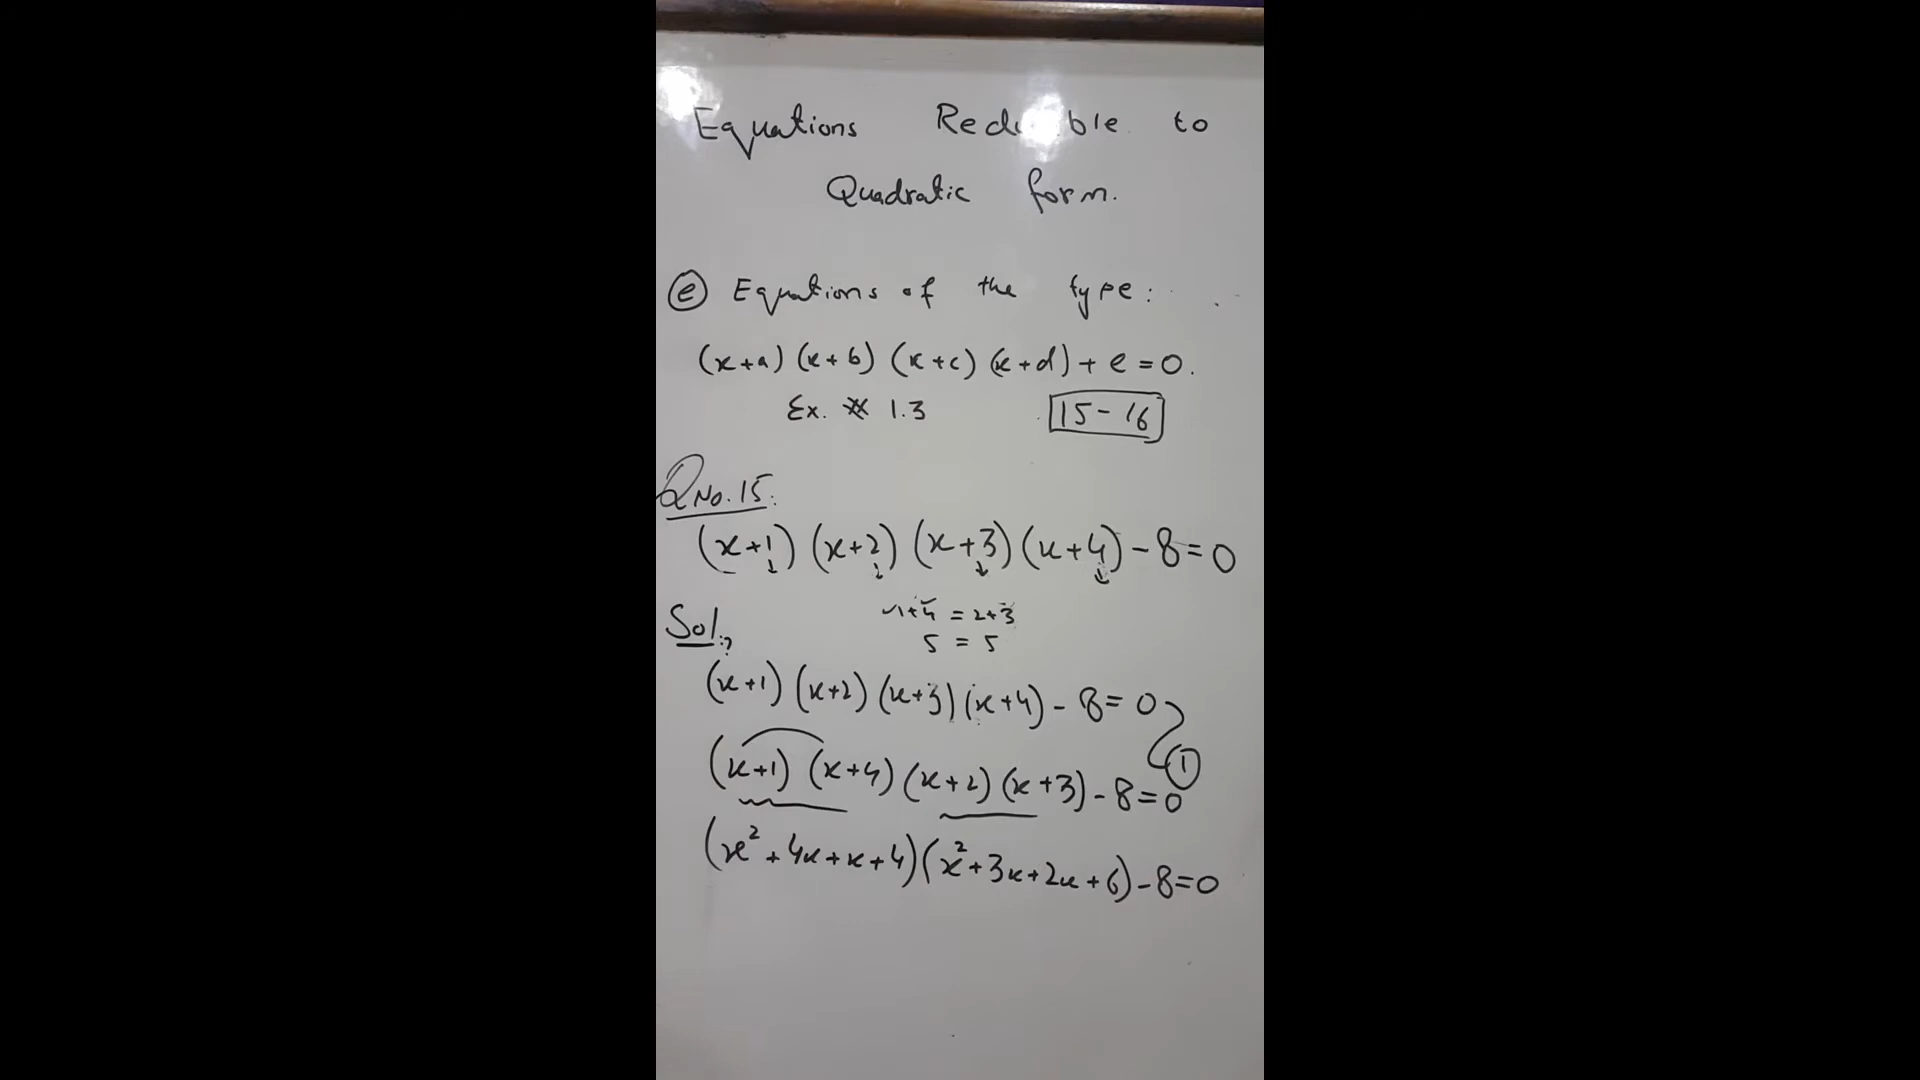 Equations Reducible to
Quadratic form.
ⓔ Equations of the type:
(x+a)(x+b)(x+c)(x+d)+e=0.
Ex. # 1.3 15-16
Q No. 15.
(x+1)(x+2)(x+3)(x+4)-8=0
1+4 = 2+3
Sol:
5 = 5
(x+1)(x+2)(x+3)(x+4)-8=0
①
(x+1)(x+4)(x+2)(x+3)-8=0
(x²+4x+x+4)(x²+3x+2x+6)-8=0